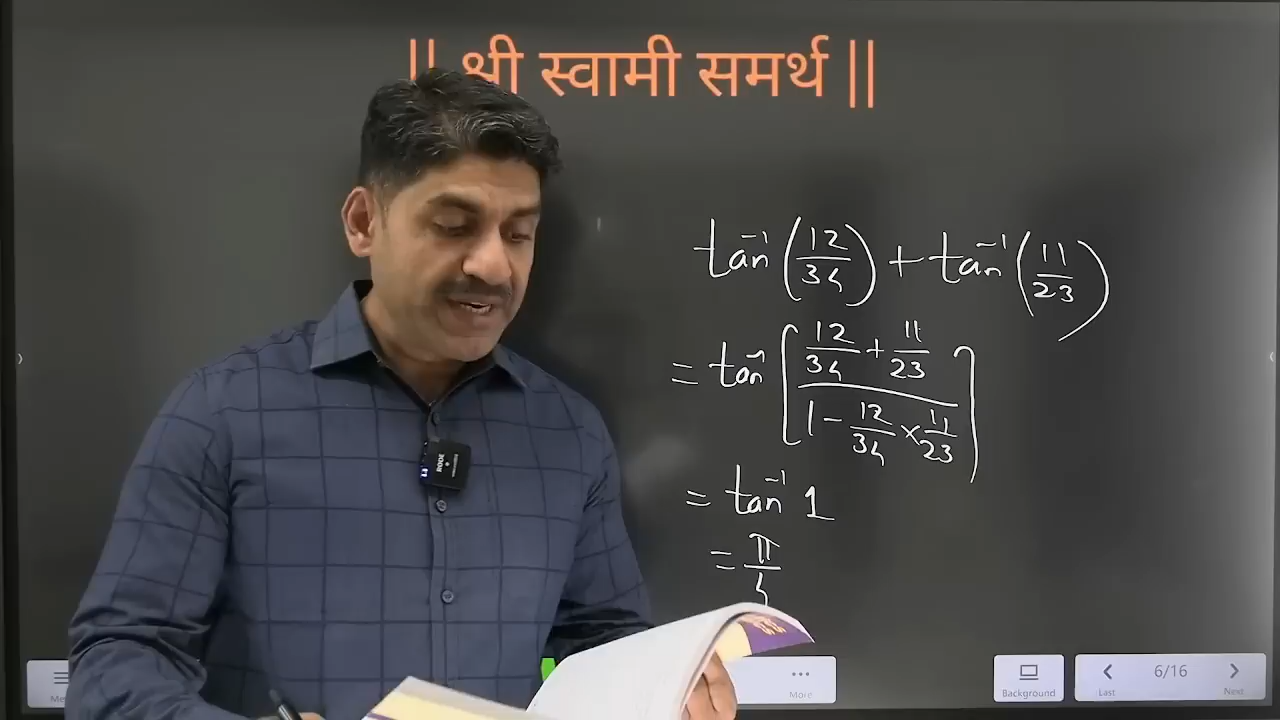 || श्री स्वामी समर्थ ||
tan⁻¹(12/34) + tan⁻¹(11/23)
= tan⁻¹[(12/34 + 11/23)/(1 - 12/34 × 11/23)]
= tan⁻¹ 1
= π/4
RODE
More
Background
Last
6/16
Next